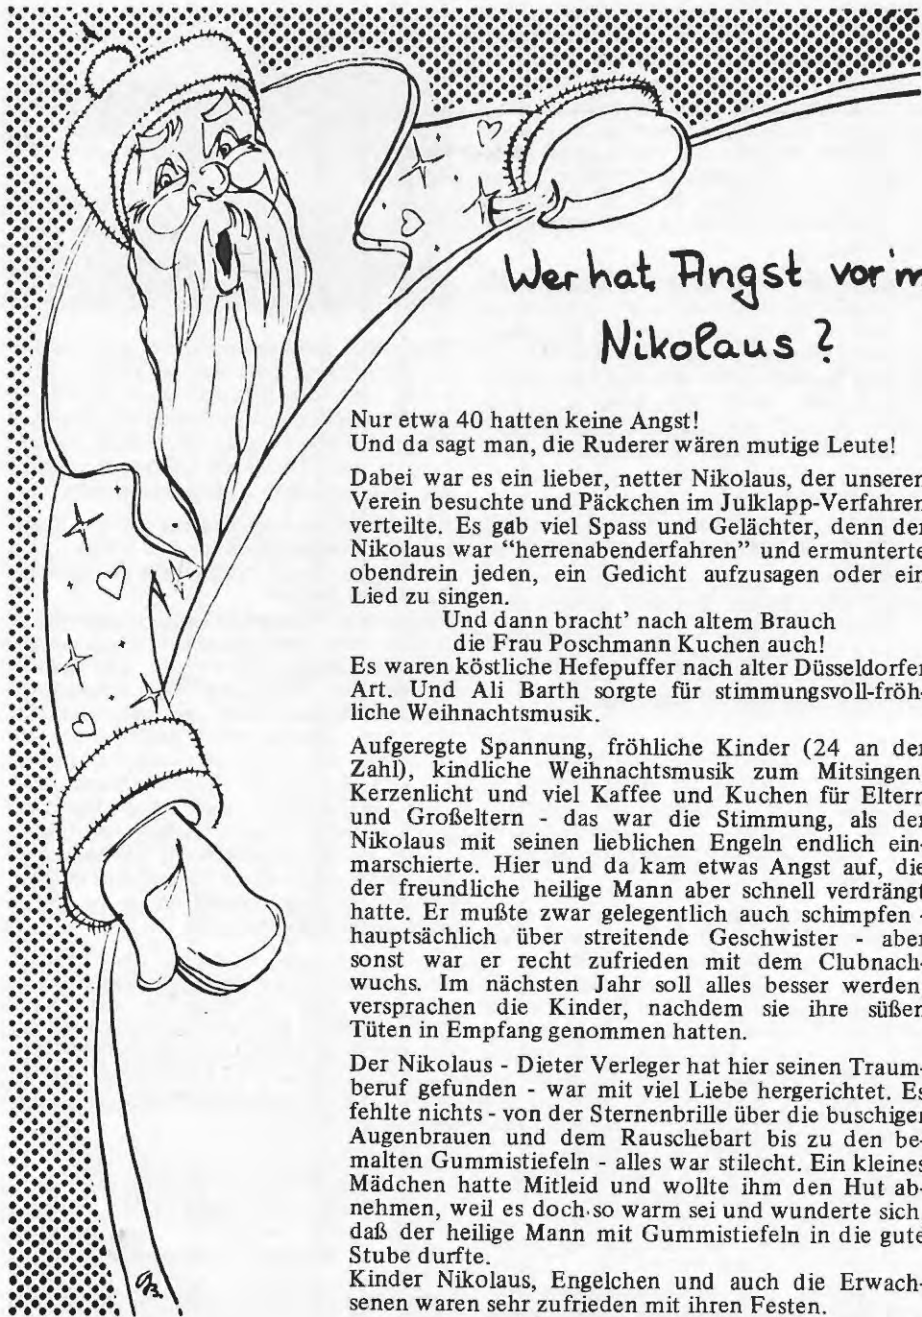 Wer hat Angst vor'm
Nikolaus ?
Nur etwa 40 hatten keine Angst!
Und da sagt man, die Ruderer wären mutige Leute!
Dabei war es ein lieber, netter Nikolaus, der unseren
Verein besuchte und Päckchen im Julklapp-Verfahren
verteilte. Es gab viel Spass und Gelächter, denn der
Nikolaus war “herrenabenderfahren” und ermunterte
obendrein jeden, ein Gedicht aufzusagen oder ein
Lied zu singen.
Und dann bracht’ nach altem Brauch
die Frau Poschmann Kuchen auch!
Es waren köstliche Hefepuffer nach alter Düsseldorfer
Art. Und Ali Barth sorgte für stimmungsvoll-fröh-
liche Weihnachtsmusik.
Aufgeregte Spannung, fröhliche Kinder (24 an der
Zahl), kindliche Weihnachtsmusik zum Mitsingen
Kerzenlicht und viel Kaffee und Kuchen für Eltern
und Großeltern - das war die Stimmung, als der
Nikolaus mit seinen lieblichen Engeln endlich ein-
marschierte. Hier und da kam etwas Angst auf, die
der freundliche heilige Mann aber schnell verdrängt
hatte. Er mußte zwar gelegentlich auch schimpfen -
hauptsächlich über streitende Geschwister - aber
sonst war er recht zufrieden mit dem Clubnach-
wuchs. Im nächsten Jahr soll alles besser werden
versprachen die Kinder, nachdem sie ihre süßen
Tüten in Empfang genommen hatten.
Der Nikolaus - Dieter Verleger hat hier seinen Traum-
beruf gefunden - war mit viel Liebe hergerichtet. Es
fehlte nichts - von der Sternenbrille über die buschigen
Augenbrauen und dem Rauschebart bis zu den be-
malten Gummistiefeln - alles war stilecht. Ein kleines
Mädchen hatte Mitleid und wollte ihm den Hut ab-
nehmen, weil es doch so warm sei und wunderte sich
daß der heilige Mann mit Gummistiefeln in die gute
Stube durfte.
Kinder Nikolaus, Engelchen und auch die Erwach-
senen waren sehr zufrieden mit ihren Festen.